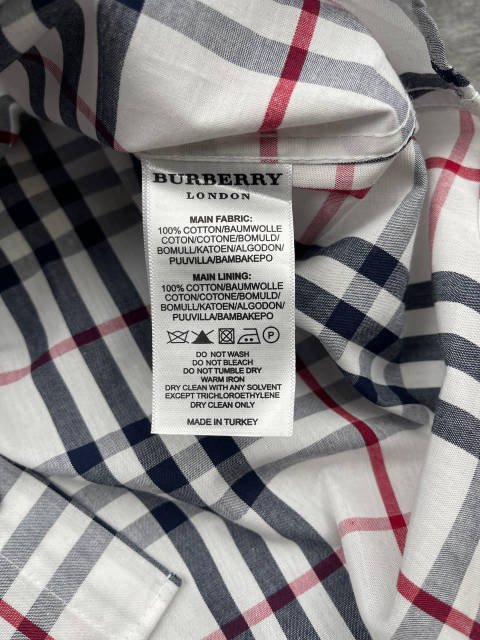 BURBERRY
LONDON
MAIN FABRIC:
100% COTTON/BAUMWOLLE
COTON/COTONE/BOMULD/
BOMULL/KATOEN/ALGODON/
PUUVILLA/BAMBAKEPO
MAIN LINING:
100% COTTON/BAUMWOLLE
COTON/COTONE/BOMULD/
BOMULL/KATOEN/ALGODON/
PUUVILLA/BAMBAKEPO
P
DO NOT WASH
DO NOT BLEACH
DO NOT TUMBLE DRY
WARM IRON
DRY CLEAN WITH ANY SOLVENT
EXCEPT TRICHLOROETHYLENE
DRY CLEAN ONLY
MADE IN TURKEY